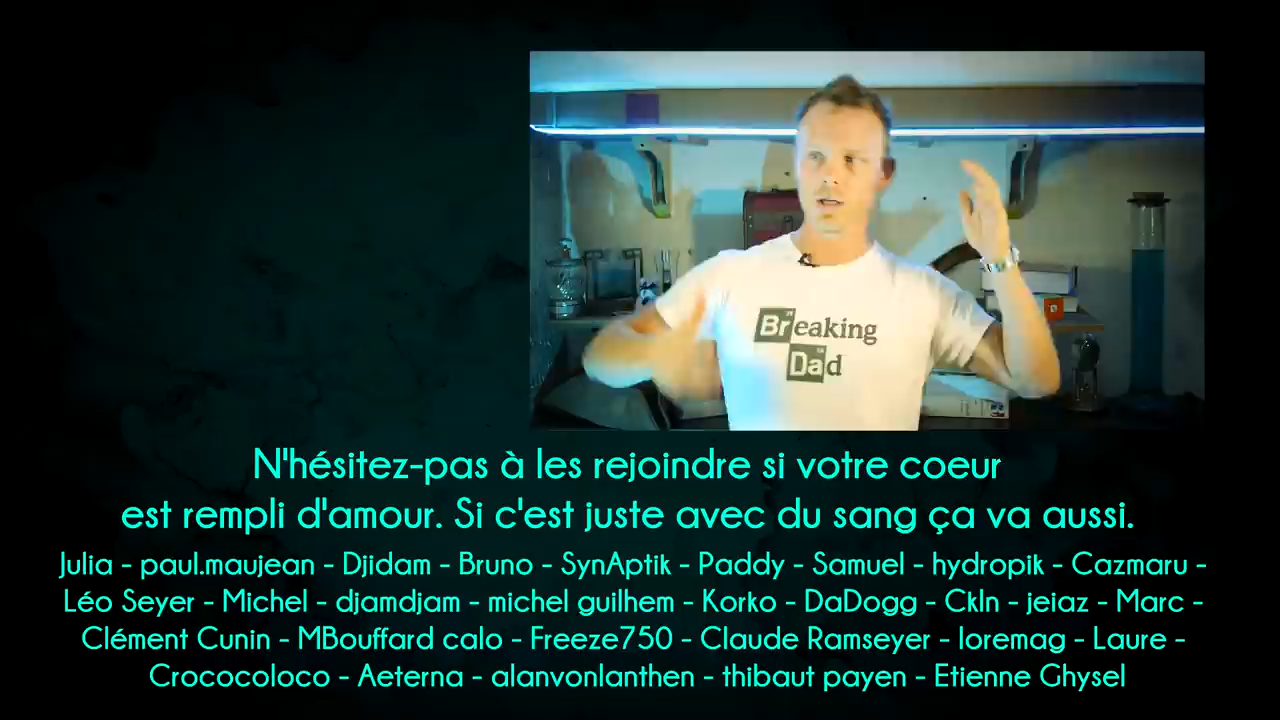 Breaking
Dad
N'hésitez-pas à les rejoindre si votre coeur
est rempli d'amour. Si c'est juste avec du sang ça va aussi.
Julia - paul.maujean - Djidam - Bruno - SynAptik - Paddy - Samuel - hydropik - Cazmaru -
Léo Seyer - Michel - djamdjam - michel guilhem - Korko - DaDogg - CkIn - jeiaz - Marc -
Clément Cunin - MBouffard calo - Freeze750 - Claude Ramseyer - loremag - Laure -
Crococoloco - Aeterna - alanvonlanthen - thibaut payen - Etienne Ghysel